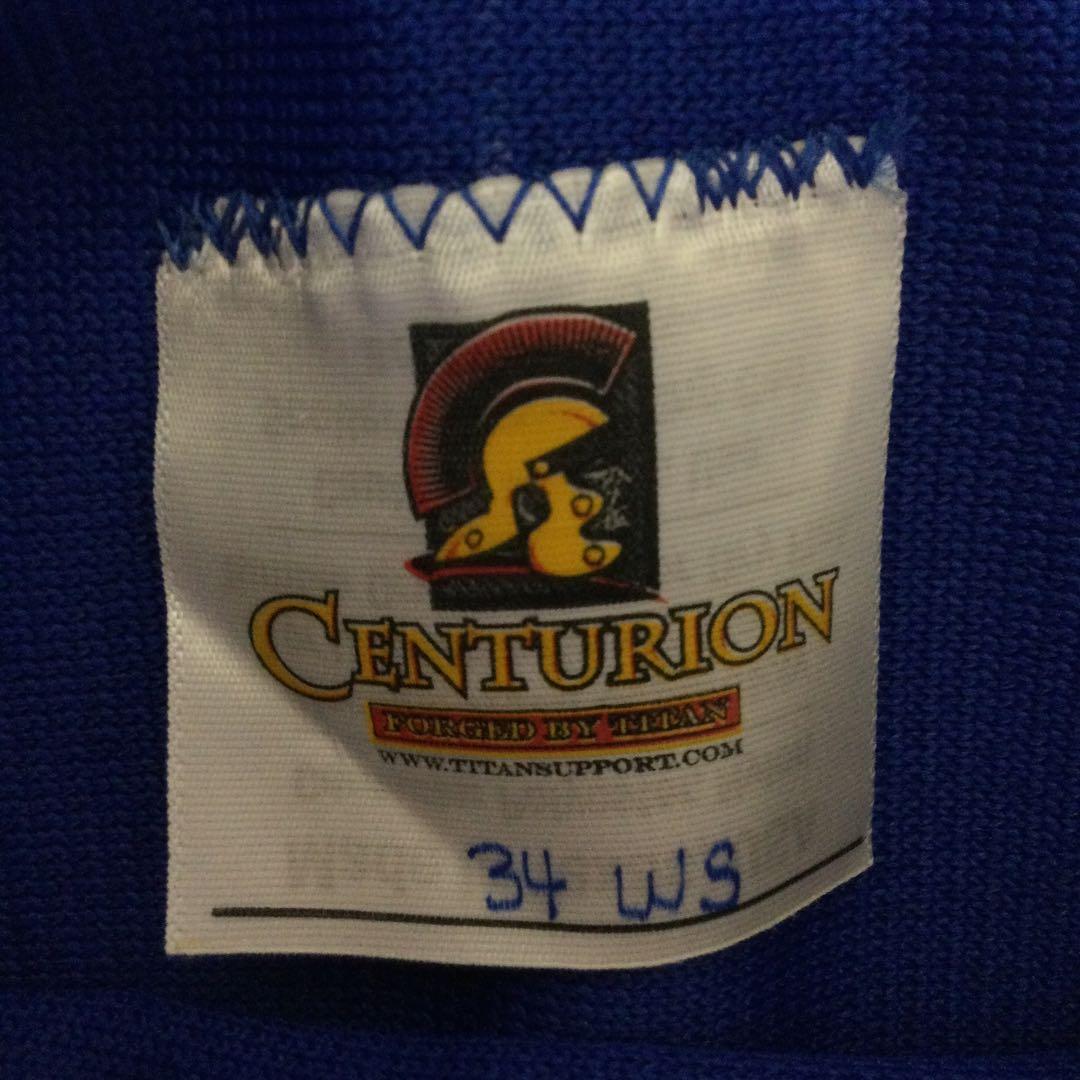 CENTURION
FORGED BY TITAN
WWW.TITANSUPPORT.COM
34 WS